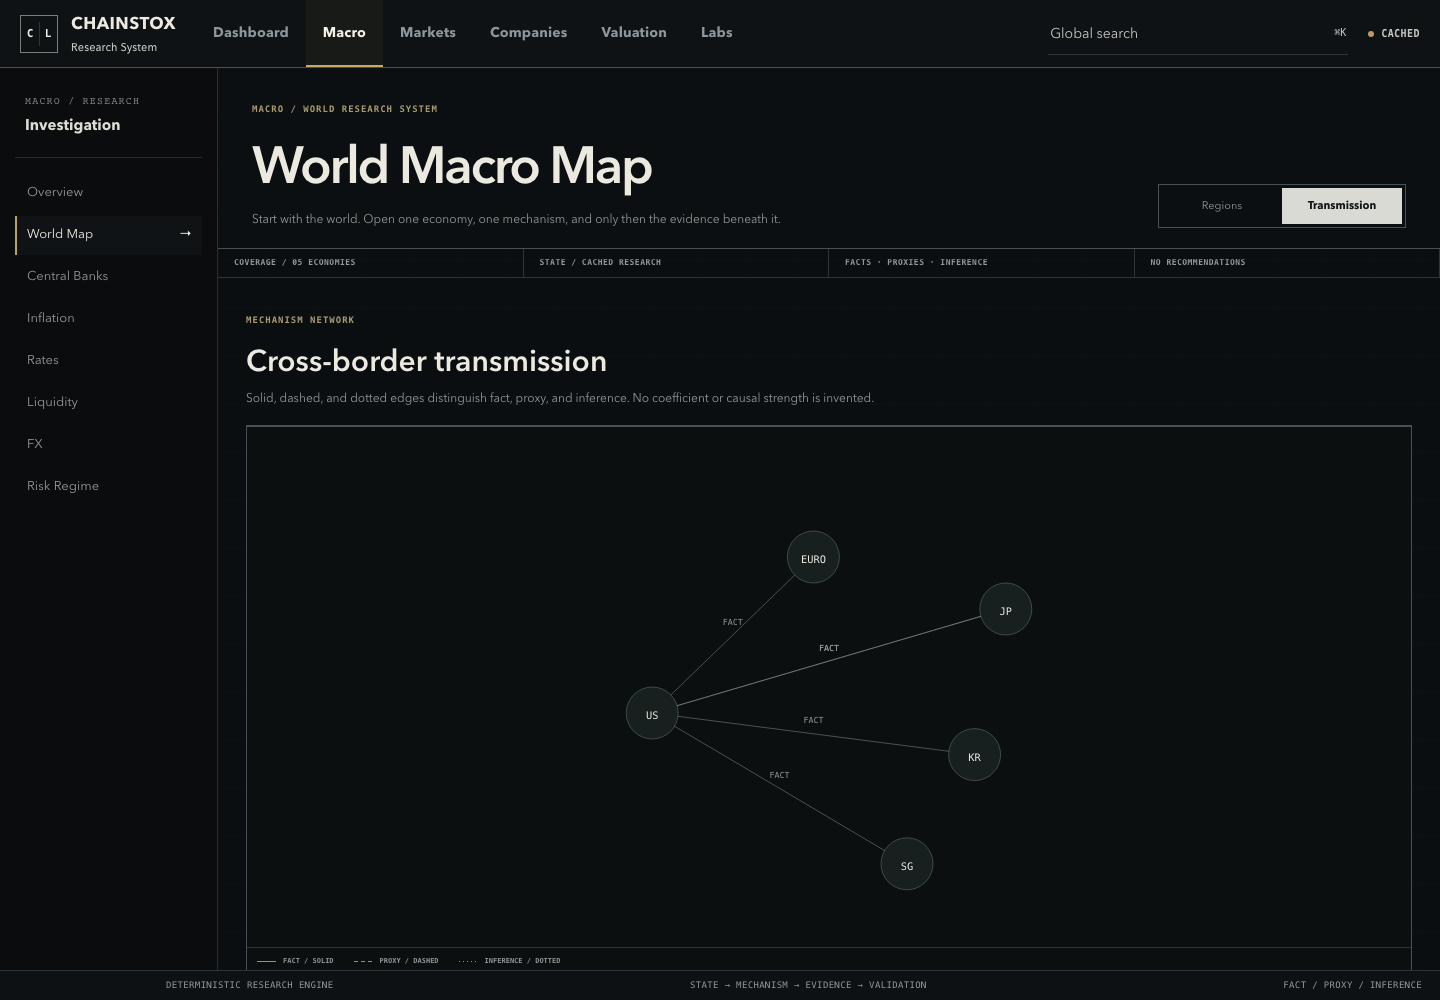 C L
CHAINSTOX
Research System
Dashboard
Macro
Markets
Companies
Valuation
Labs
Global search
⌘K
CACHED
MACRO / RESEARCH
Investigation
Overview
World Map →
Central Banks
Inflation
Rates
Liquidity
FX
Risk Regime
MACRO / WORLD RESEARCH SYSTEM
World Macro Map
Start with the world. Open one economy, one mechanism, and only then the evidence beneath it.
Regions
Transmission
COVERAGE / 05 ECONOMIES
STATE / CACHED RESEARCH
FACTS · PROXIES · INFERENCE
NO RECOMMENDATIONS
MECHANISM NETWORK
Cross-border transmission
Solid, dashed, and dotted edges distinguish fact, proxy, and inference. No coefficient or causal strength is invented.
EURO
JP
FACT
FACT
US
FACT
KR
FACT
SG
FACT / SOLID
PROXY / DASHED
INFERENCE / DOTTED
DETERMINISTIC RESEARCH ENGINE
STATE → MECHANISM → EVIDENCE → VALIDATION
FACT / PROXY / INFERENCE